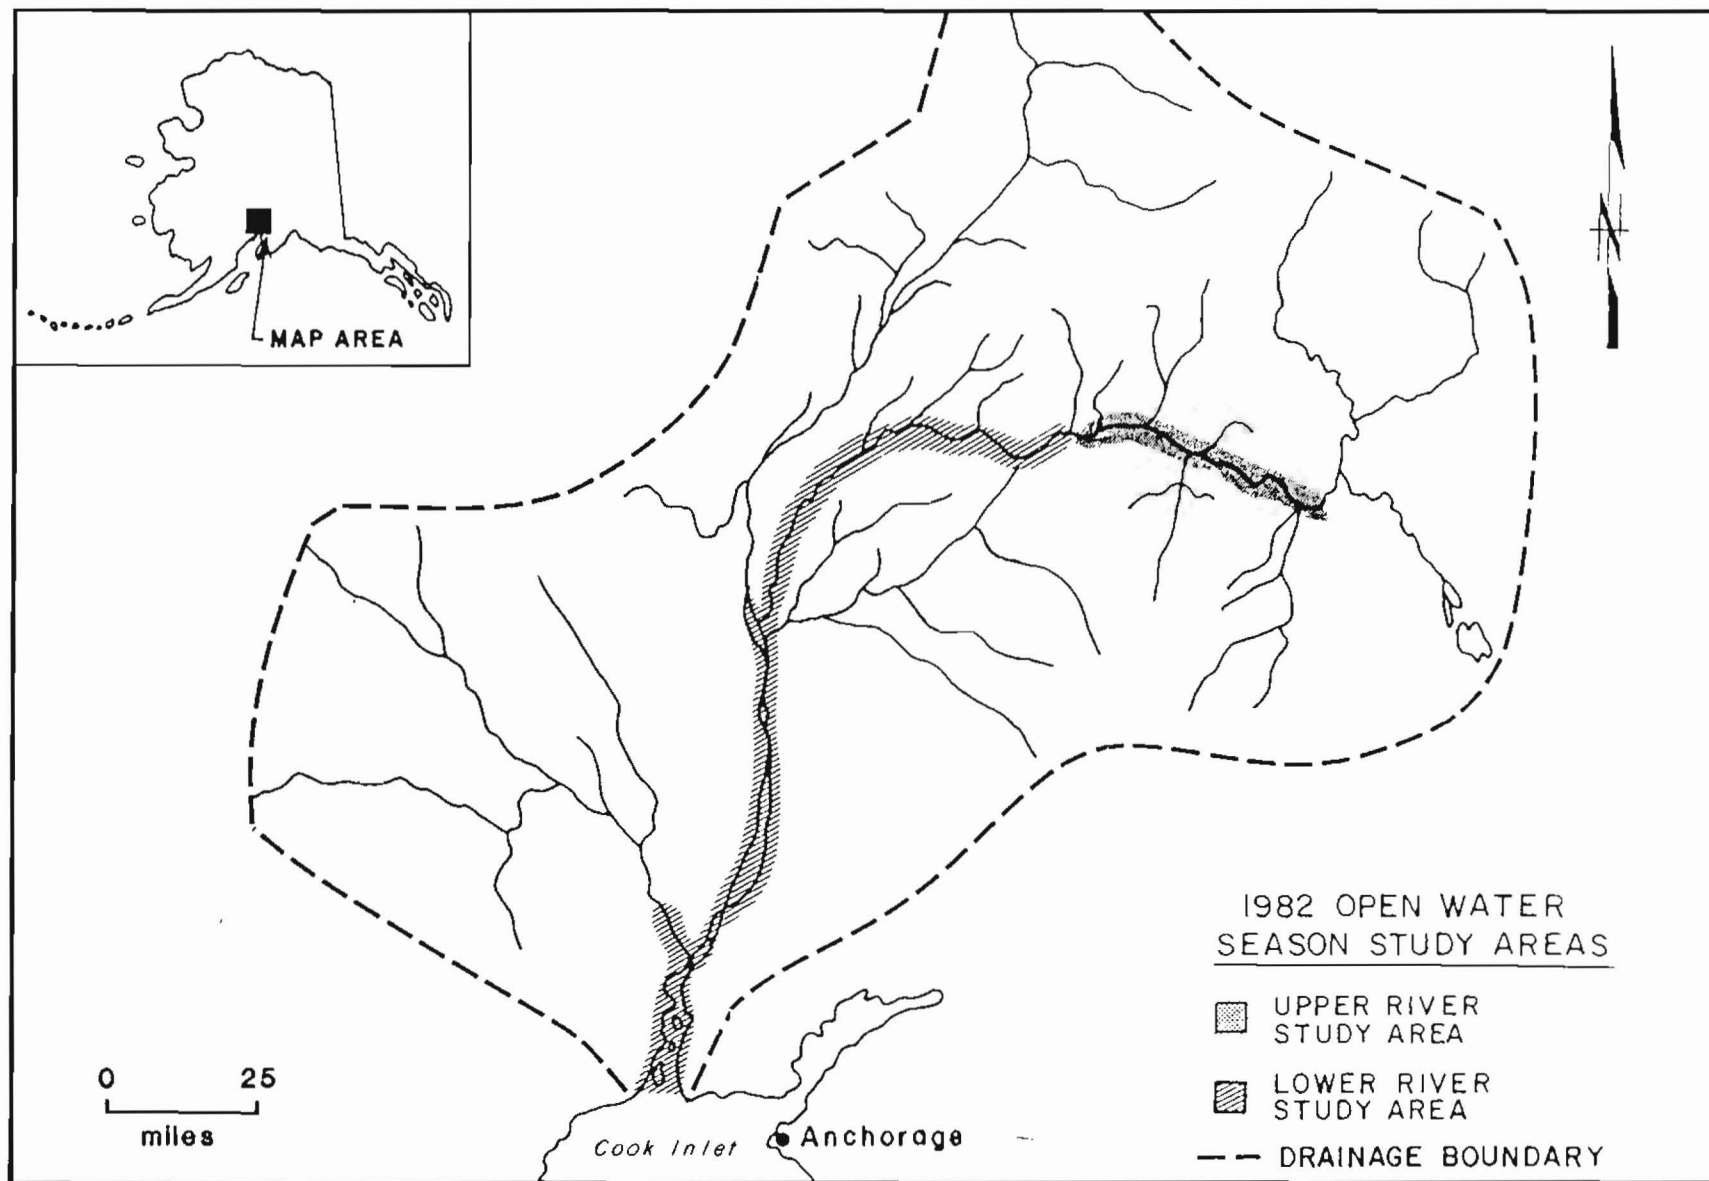 MAP AREA
1982 OPEN WATER
SEASON STUDY AREAS
UPPER RIVER
STUDY AREA
LOWER RIVER
STUDY AREA
DRAINAGE BOUNDARY
0 25
miles
Cook Inlet
Anchorage
N